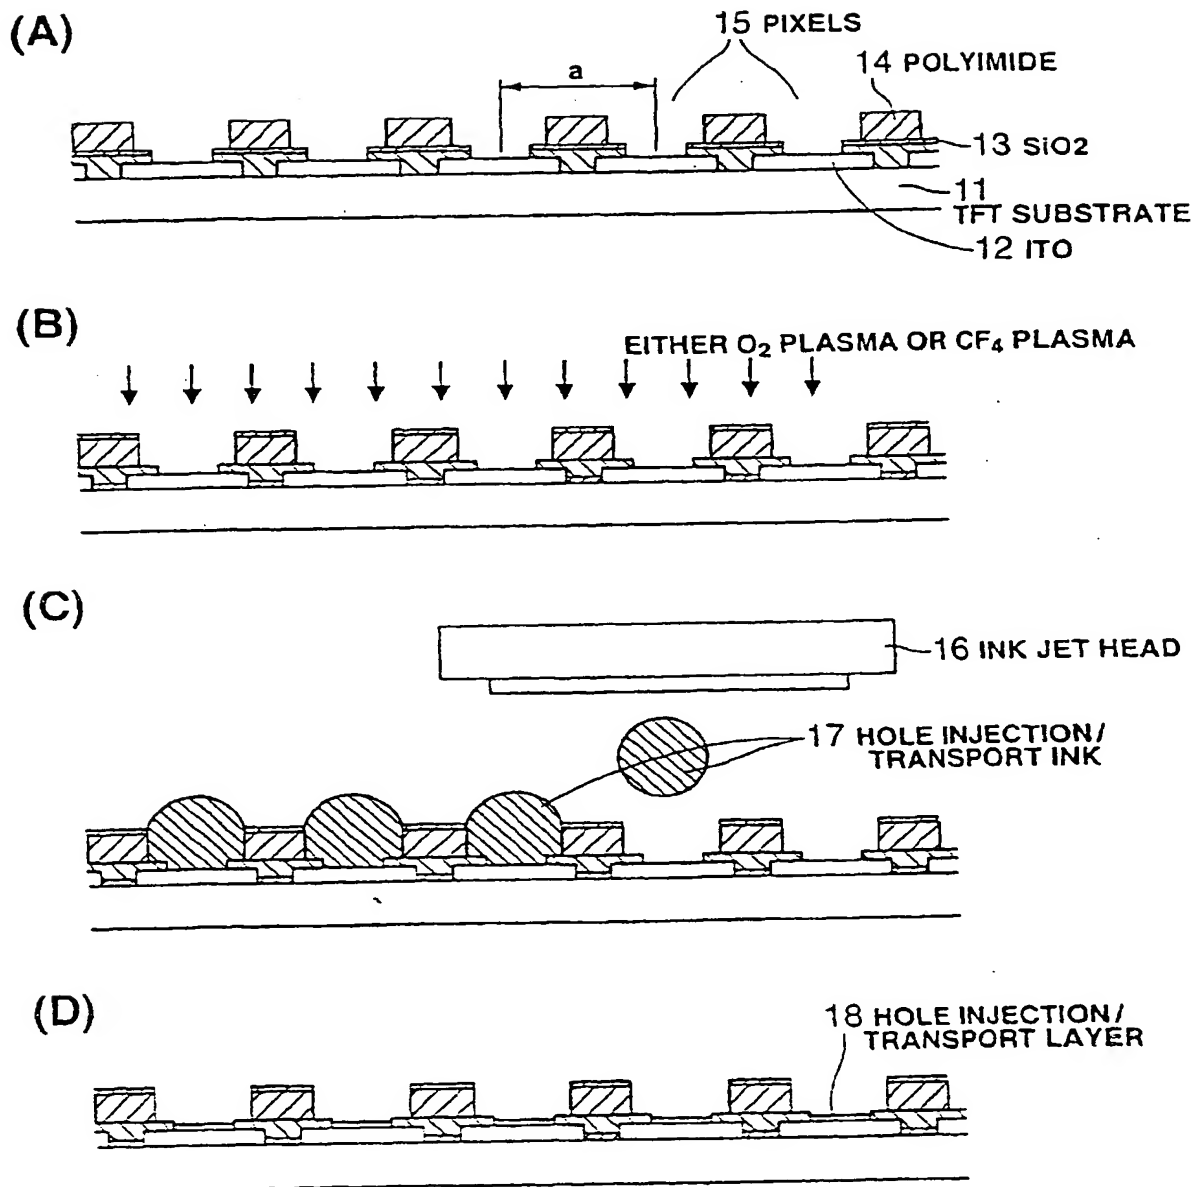 (A)
15 PIXELS
14 POLYIMIDE
a
13 SiO2
11
TFT SUBSTRATE
12 ITO
(B)
EITHER O₂ PLASMA OR CF₄ PLASMA
(C)
16 INK JET HEAD
17 HOLE INJECTION/
TRANSPORT INK
(D)
18 HOLE INJECTION/
TRANSPORT LAYER